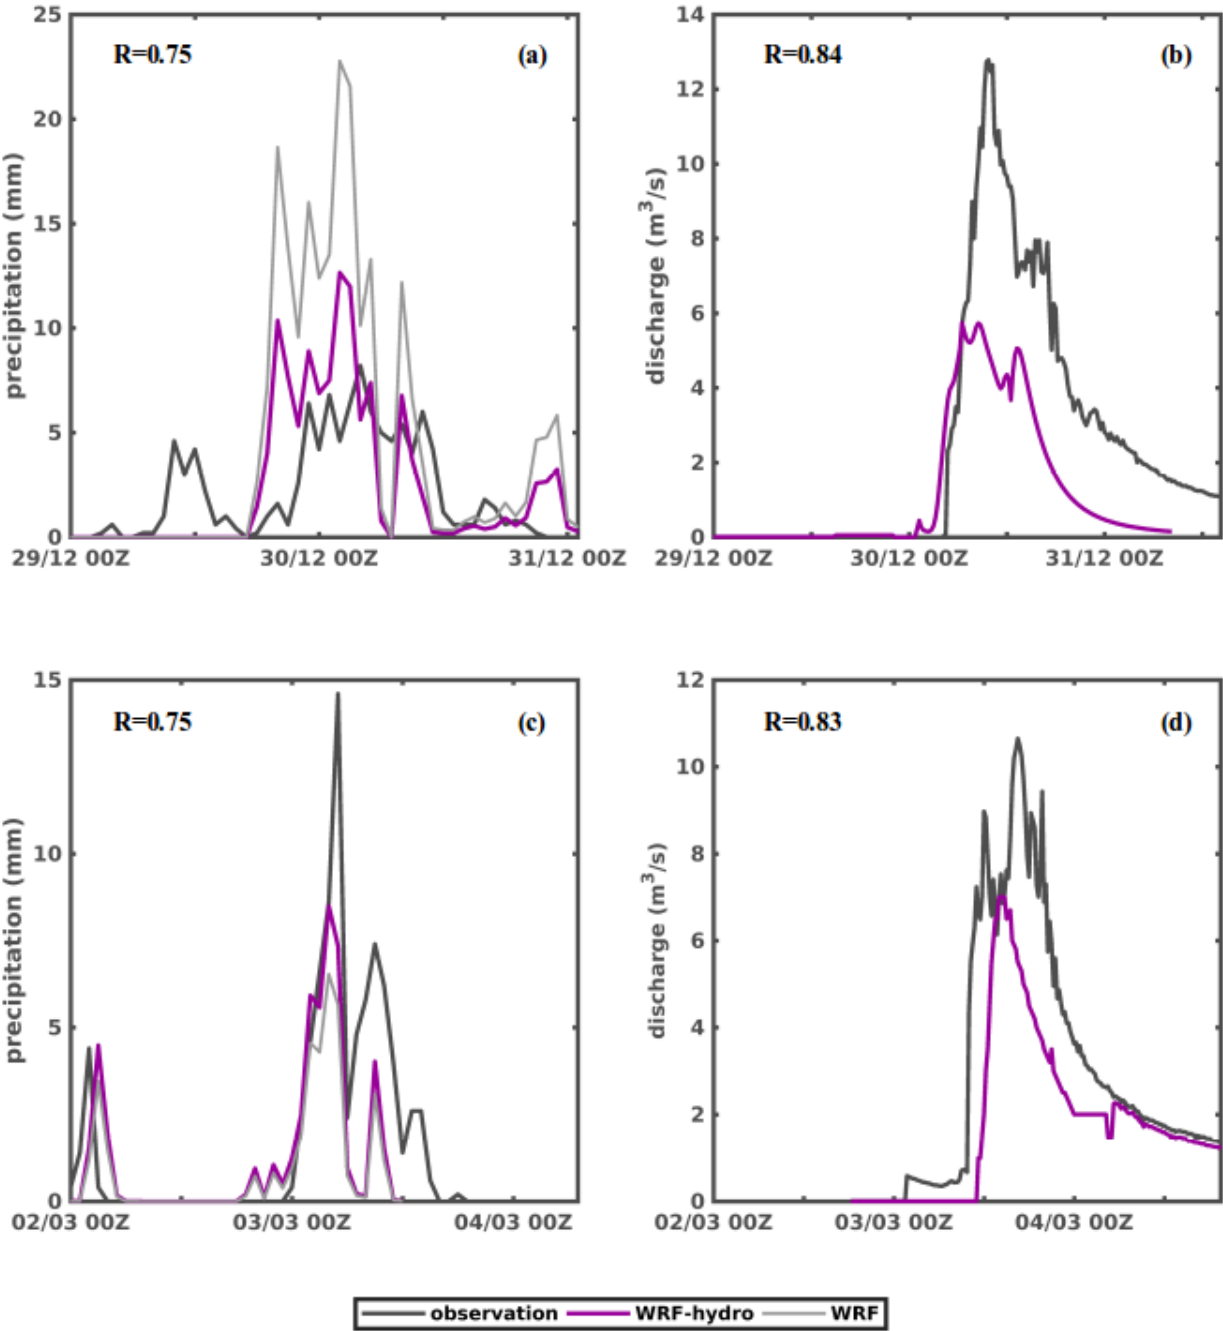 R=0.75
(a)
precipitation (mm)
25
20
15
10
5
0
29/12 00Z
30/12 00Z
31/12 00Z
R=0.84
(b)
discharge (m³/s)
14
12
10
8
6
4
2
0
29/12 00Z
30/12 00Z
31/12 00Z
R=0.75
(c)
precipitation (mm)
15
10
5
0
02/03 00Z
03/03 00Z
04/03 00Z
R=0.83
(d)
discharge (m³/s)
12
10
8
6
4
2
0
02/03 00Z
03/03 00Z
04/03 00Z
observation WRF-hydro WRF